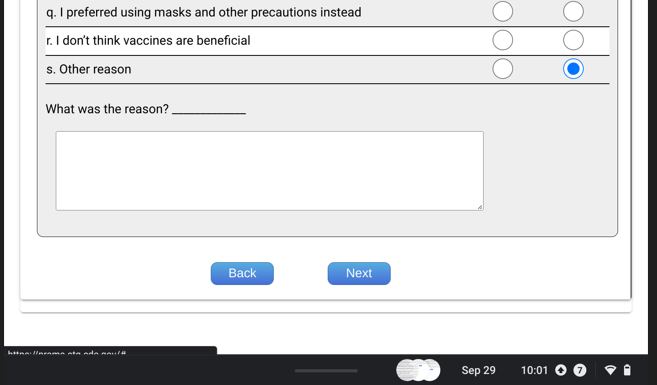 q. I preferred using masks and other precautions instead
r. I don't think vaccines are beneficial
s. Other reason
What was the reason? ____________
Back Next
Sep 29 10:01 7